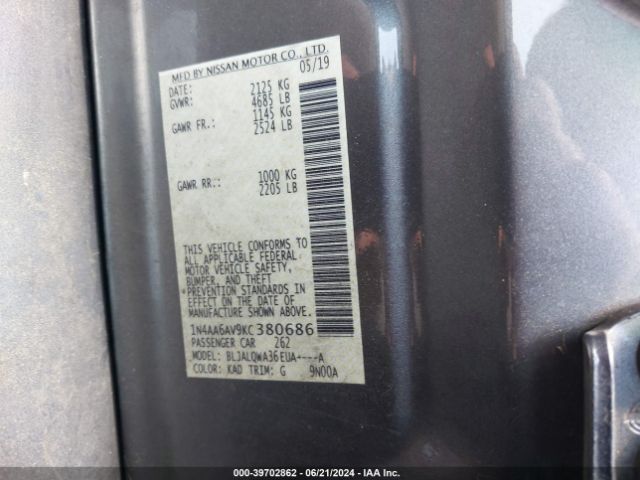 MFD BY NISSAN MOTOR CO., LTD.
DATE: 05/19
GVWR: 2125 KG
4685 LB
GAWR FR.: 1145 KG
2524 LB
GAWR RR.: 1000 KG
2205 LB
THIS VEHICLE CONFORMS TO
ALL APPLICABLE FEDERAL
MOTOR VEHICLE SAFETY,
BUMPER, AND THEFT
PREVENTION STANDARDS IN
EFFECT ON THE DATE OF
MANUFACTURE SHOWN ABOVE.
1N4AA6AV9KC380686
PASSENGER CAR 262
MODEL: BLJALQWA36EUA----A
COLOR: KAD TRIM: G 9N00A
000-39702862 - 06/21/2024 - IAA Inc.